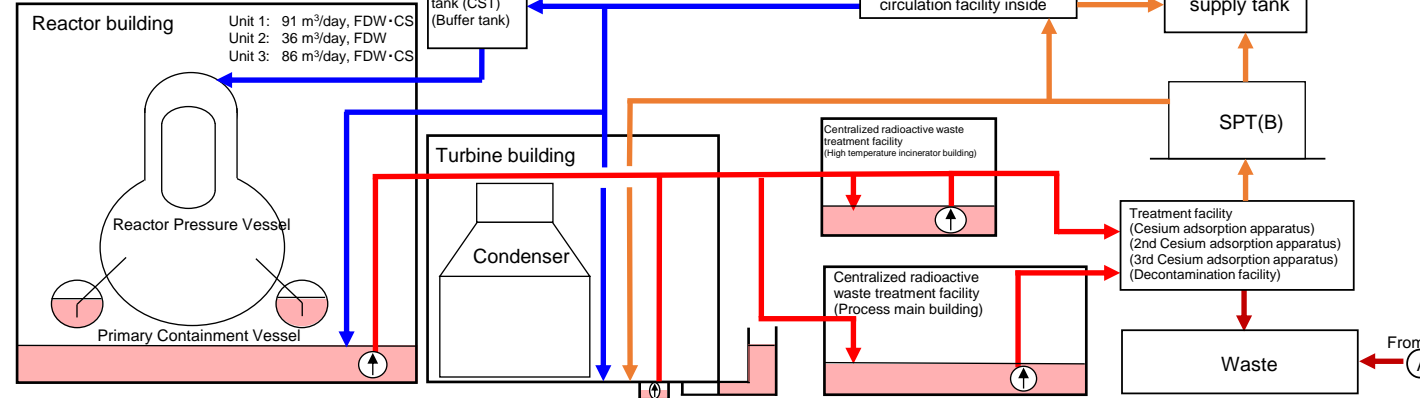 Reactor building
Unit 1: 91 m³/day, FDW・CS
Unit 2: 36 m³/day, FDW
Unit 3: 86 m³/day, FDW・CS
tank (CST)
(Buffer tank)
circulation facility inside
supply tank
SPT(B)
Centralized radioactive waste
treatment facility
(High temperature incinerator building)
Turbine building
Reactor Pressure Vessel
Condenser
Treatment facility
(Cesium adsorption apparatus)
(2nd Cesium adsorption apparatus)
(3rd Cesium adsorption apparatus)
(Decontamination facility)
Centralized radioactive
waste treatment facility
(Process main building)
Primary Containment Vessel
Waste
From